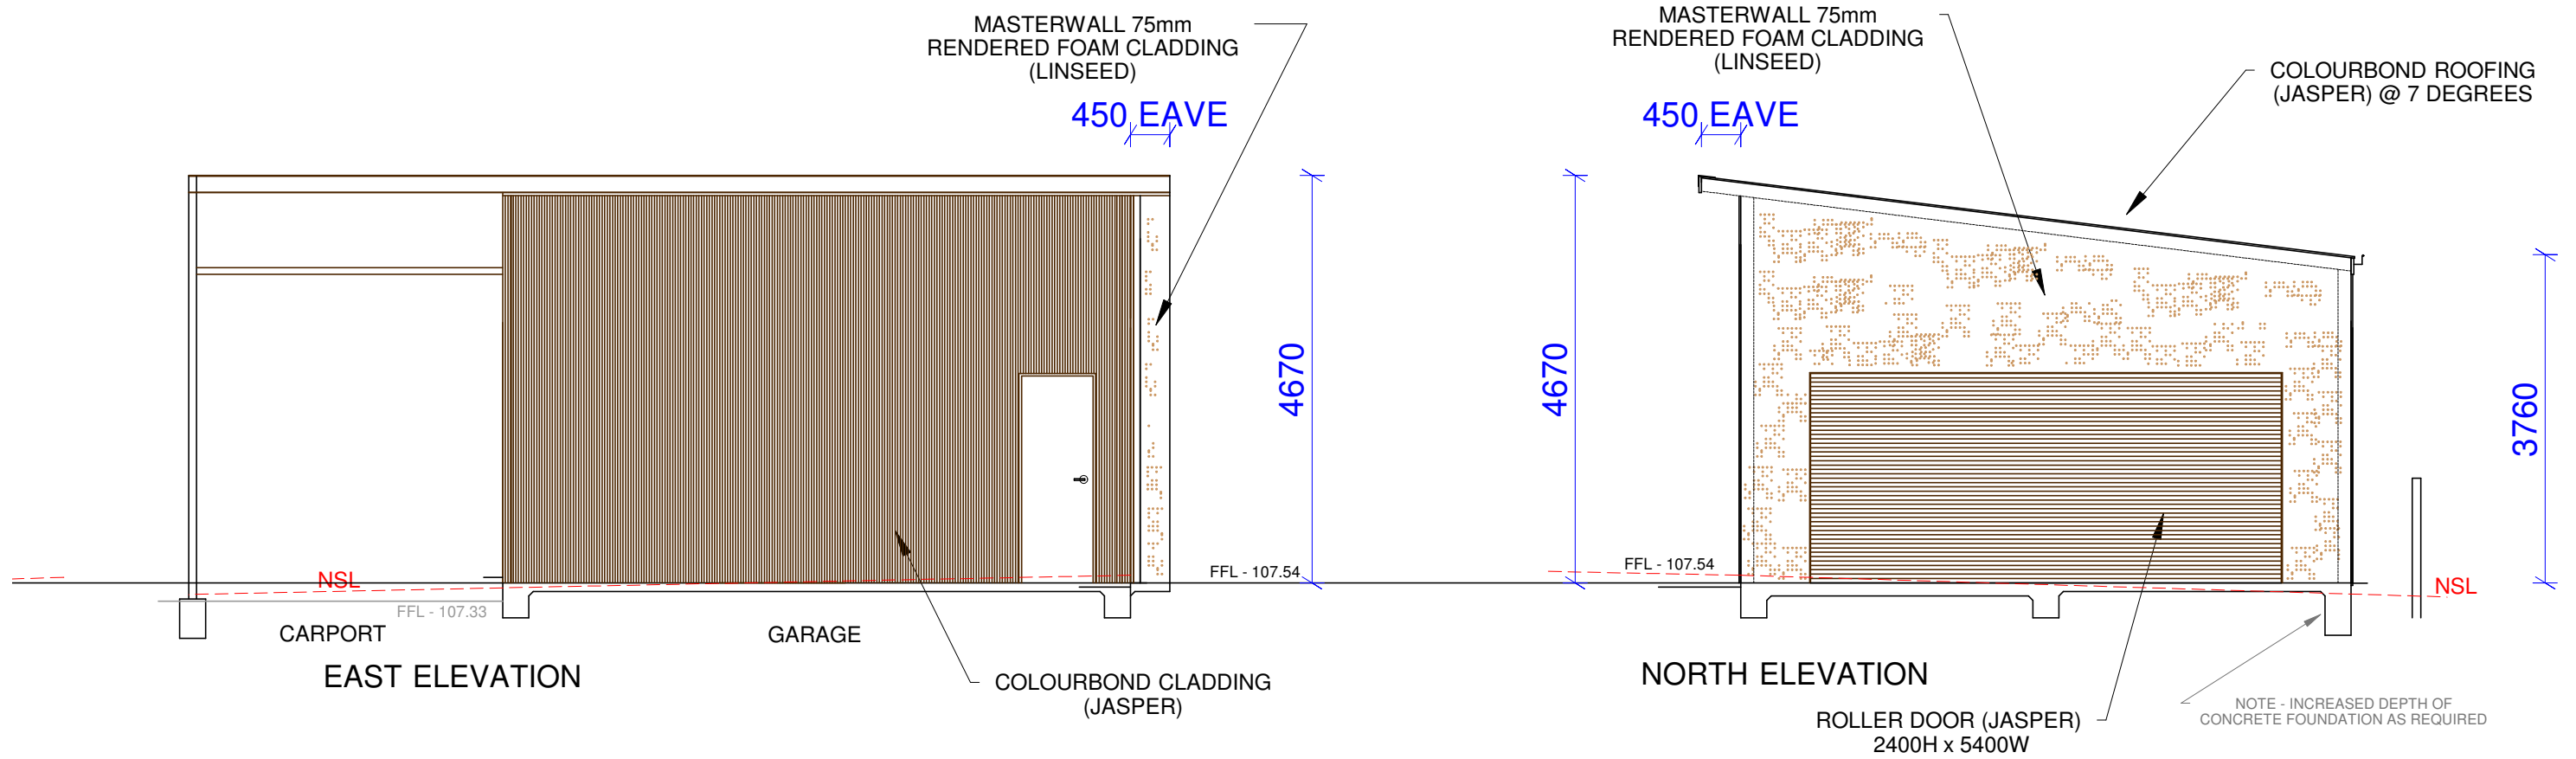 MASTERWALL 75mm
RENDERED FOAM CLADDING
(LINSEED)
450 EAVE
4670
NSL
FFL - 107.33
FFL - 107.54
CARPORT
GARAGE
EAST ELEVATION
COLOURBOND CLADDING
(JASPER)
MASTERWALL 75mm
RENDERED FOAM CLADDING
(LINSEED)
450 EAVE
COLOURBOND ROOFING
(JASPER) @ 7 DEGREES
4670
3760
FFL - 107.54
NSL
NORTH ELEVATION
ROLLER DOOR (JASPER)
2400H x 5400W
NOTE - INCREASED DEPTH OF
CONCRETE FOUNDATION AS REQUIRED